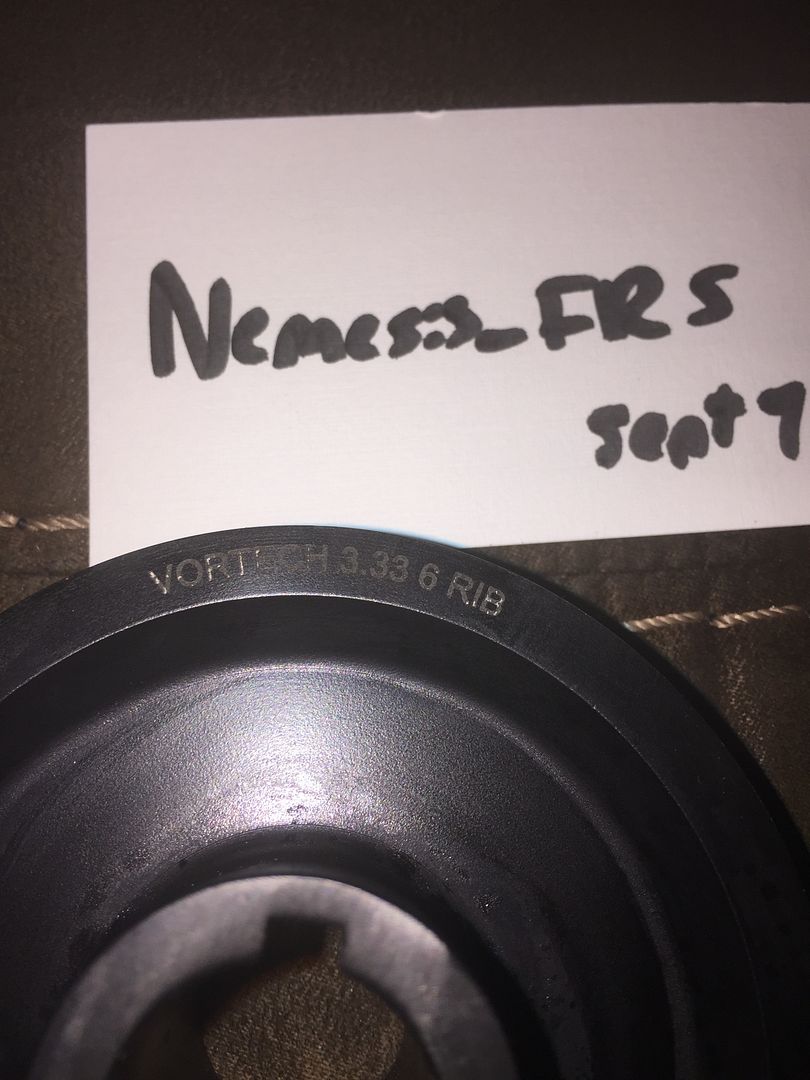 Nemesis_FRS
Sept 9
VORTECH 3.33 6 RIB